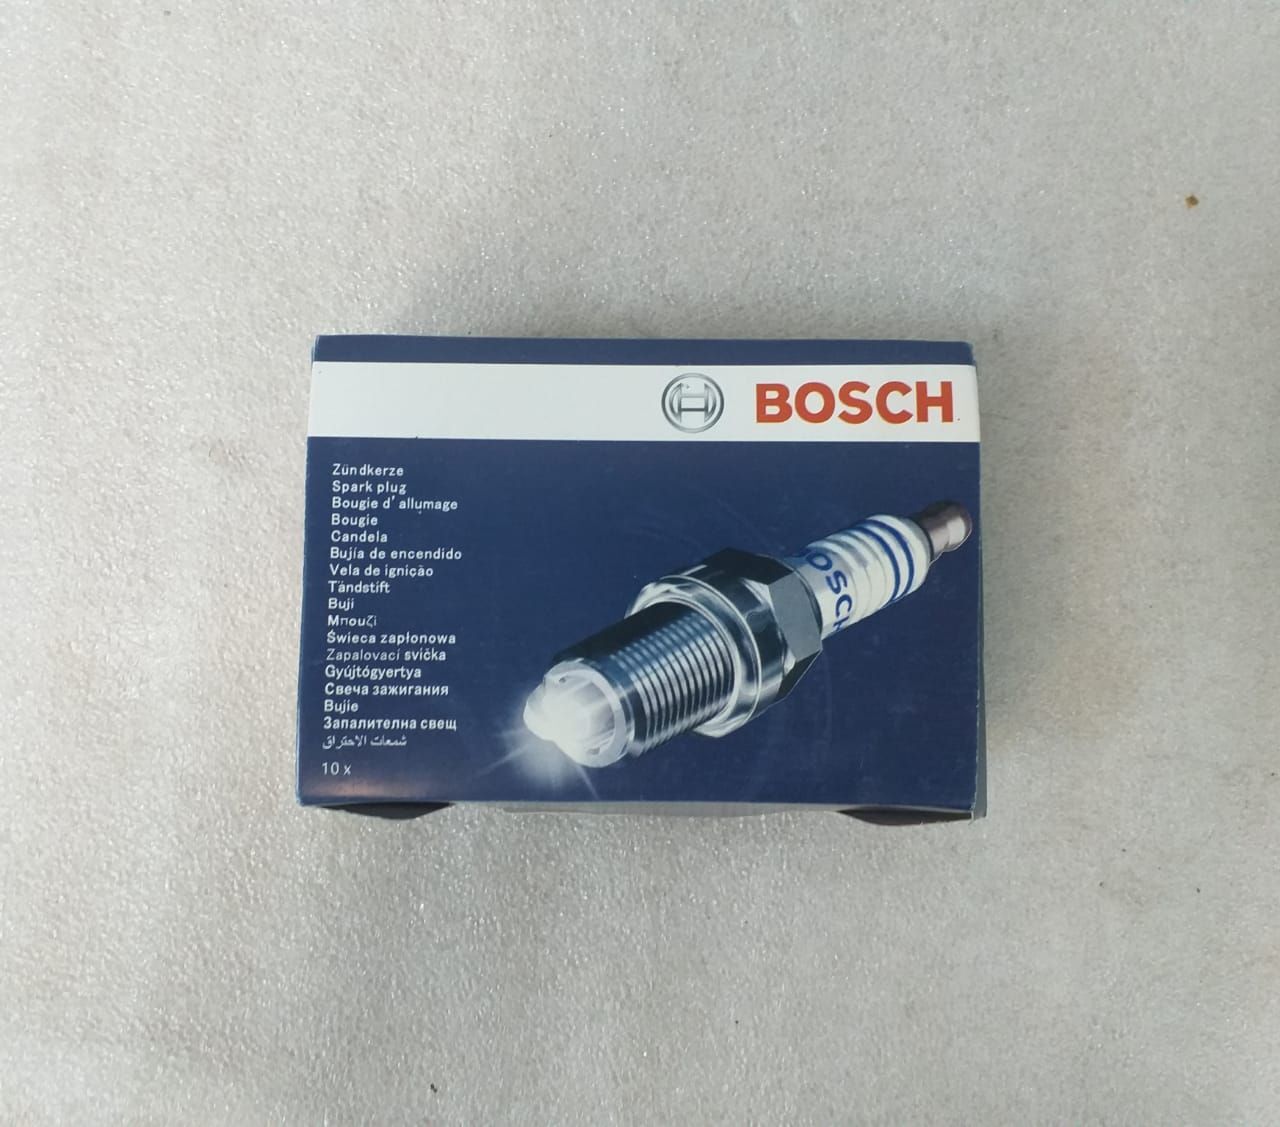 BOSCH
Zündkerze
Spark plug
Bougie d'allumage
Bougie
Candela
Bujía de encendido
Vela de ignição
Tändstift
Buji
Μπουζί
Świeca zapłonowa
Zapalovací svíčka
Gyújtógyertya
Свеча зажигания
Bujie
Запалителна свещ
شمعات الاحتراق
10 x
OSCH